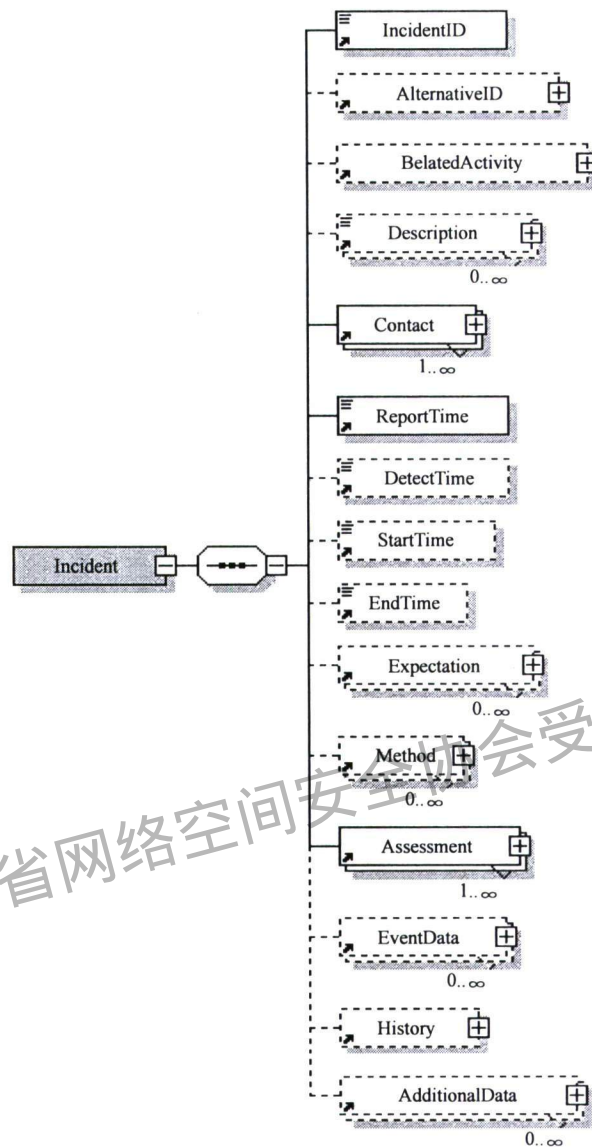 IncidentID
AlternativeID
BelatedActivity
Description
0..∞
Contact
1..∞
ReportTime
DetectTime
StartTime
Incident
EndTime
Expectation
0..∞
Method
0..∞
Assessment
1..∞
EventData
0..∞
History
AdditionalData
0..∞
省网络空间安全协会受